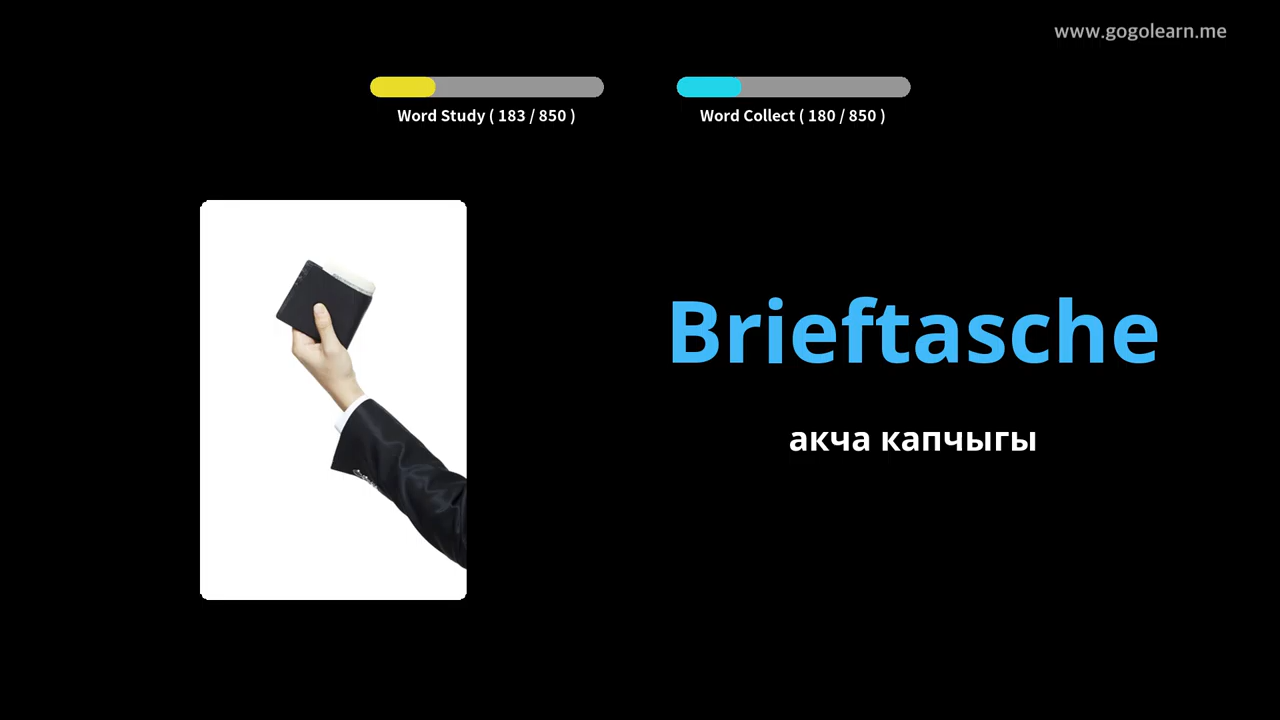 www.gogolearn.me
Word Study ( 183 / 850 )
Word Collect ( 180 / 850 )
Brieftasche
акча капчыгы